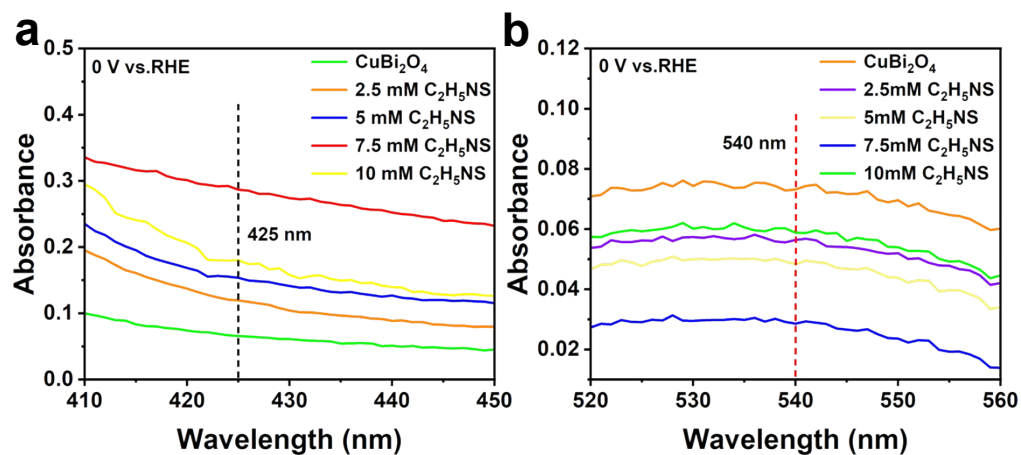 a
0 V vs.RHE
CuBi₂O₄
2.5 mM C₂H₅NS
5 mM C₂H₅NS
7.5 mM C₂H₅NS
10 mM C₂H₅NS
425 nm
Absorbance
0.5
0.4
0.3
0.2
0.1
0.0
410
420
430
440
450
Wavelength (nm)
b
0 V vs.RHE
CuBi₂O₄
2.5mM C₂H₅NS
5mM C₂H₅NS
7.5mM C₂H₅NS
10mM C₂H₅NS
540 nm
Absorbance
0.12
0.10
0.08
0.06
0.04
0.02
520
530
540
550
560
Wavelength (nm)